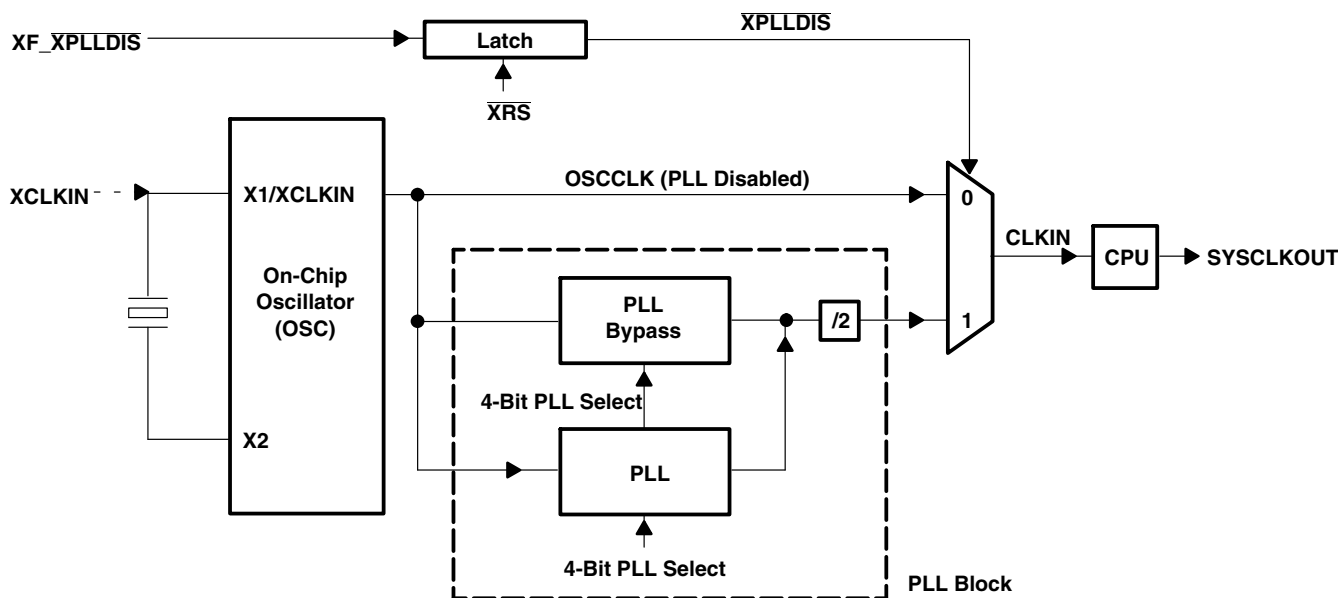 XF_XPLLDIS
Latch
XPLLDIS
XRS
XCLKIN
X1/XCLKIN
OSCCLK (PLL Disabled)
0
On-Chip
Oscillator
(OSC)
CLKIN
CPU
SYSCLKOUT
PLL
Bypass
/2
1
4-Bit PLL Select
X2
PLL
4-Bit PLL Select
PLL Block